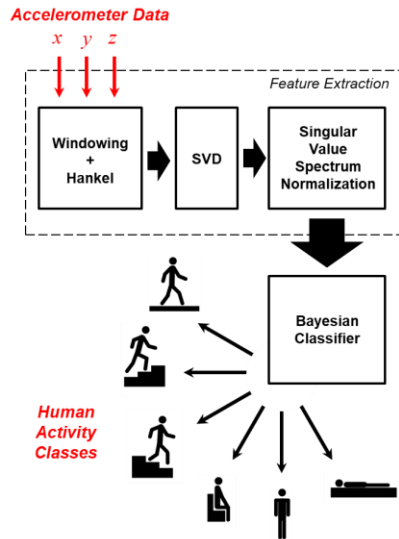 Accelerometer Data
x y z
Feature Extraction
Windowing
+
Hankel
SVD
Singular
Value
Spectrum
Normalization
Bayesian
Classifier
Human
Activity
Classes